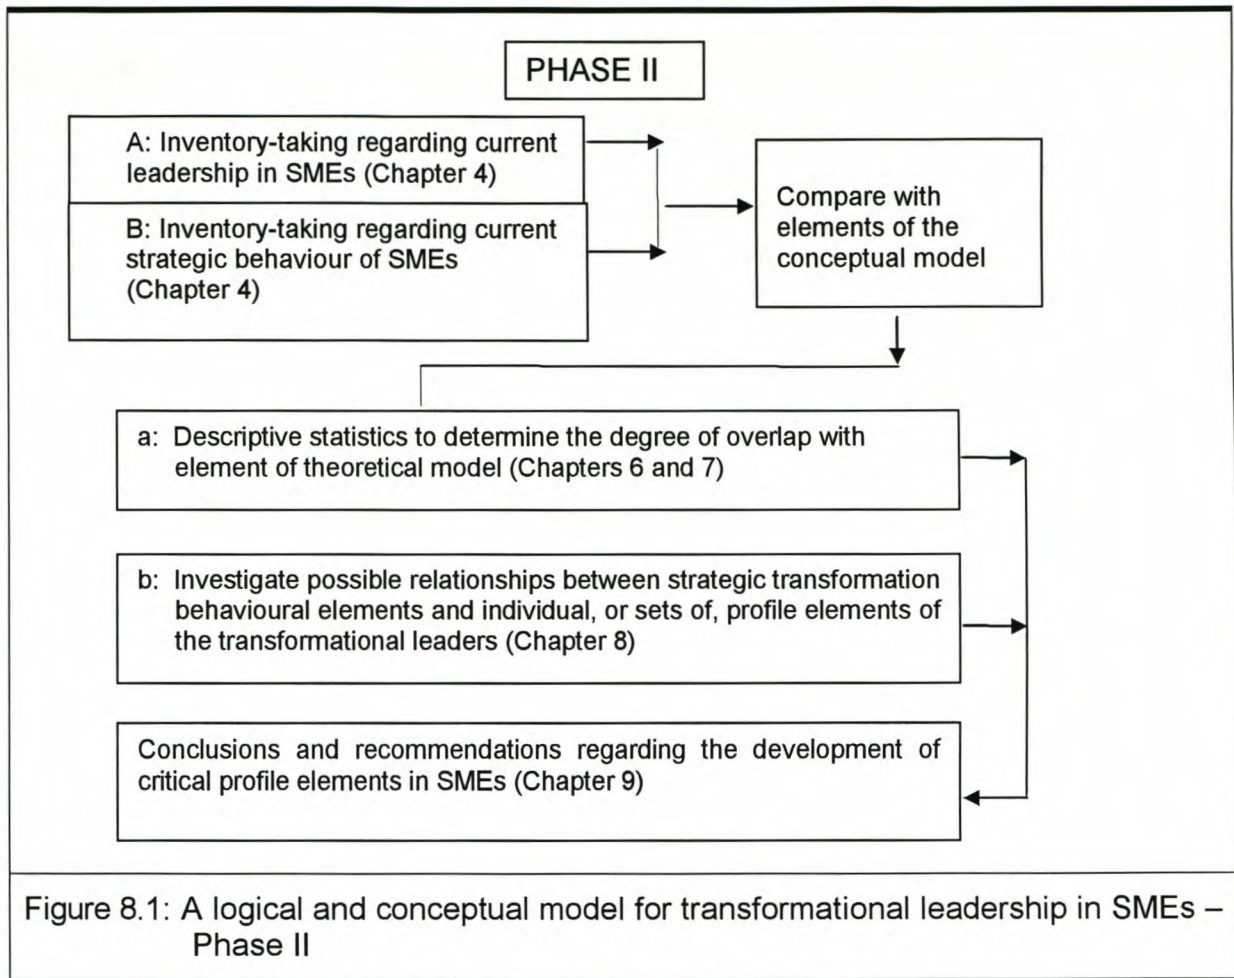 PHASE II
A: Inventory-taking regarding current
leadership in SMEs (Chapter 4)
B: Inventory-taking regarding current
strategic behaviour of SMEs
(Chapter 4)
Compare with
elements of the
conceptual model
a: Descriptive statistics to determine the degree of overlap with
element of theoretical model (Chapters 6 and 7)
b: Investigate possible relationships between strategic transformation
behavioural elements and individual, or sets of, profile elements of
the transformational leaders (Chapter 8)
Conclusions and recommendations regarding the development of
critical profile elements in SMEs (Chapter 9)
Figure 8.1: A logical and conceptual model for transformational leadership in SMEs –
Phase II